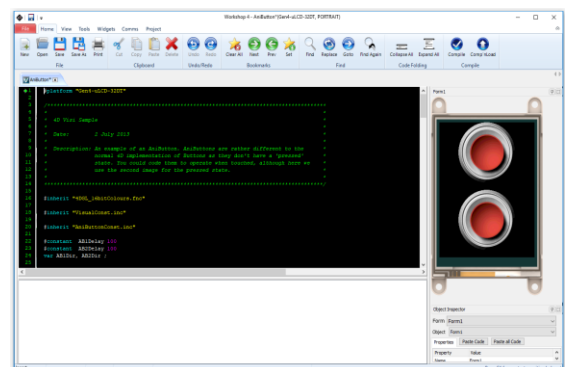 Workshop 4 - AniButton*(Gen4-uLCD-32DT, PORTRAIT)
File Home View Tools Widgets Comms Project
New Open Save Save As Print Cut Copy Paste Delete Undo Redo Clear All Next Prev Set Find Replace Goto Find Again Collapse All Expand All Compile Comp'nLoad
File Clipboard Undo/Redo Bookmarks Find Code Folding Compile
AniButton* x
1 #platform "Gen4-uLCD-32DT"
/****************************************************************************
*
* 4D Visi Sample *
*
* Date: 2 July 2013 *
*
* Description: An example of an AniButton. AniButtons are rather different to the *
* normal 4D implementation of Buttons as they don't have a 'pressed' *
* state. You could code them to operate when touched, although here we *
* use the second image for the pressed state. *
*
****************************************************************************/
#inherit "4DGL_16bitColours.fnc"
#inherit "VisualConst.inc"
#inherit "AniButtonConst.inc"
#constant AB1Delay 100
#constant AB2Delay 100
var AB1Dir, AB2Dir ;
Form1
Object Inspector
Form Form1
Object Form1
Properties Paste Code Paste all Code
Property Value
Name Form1